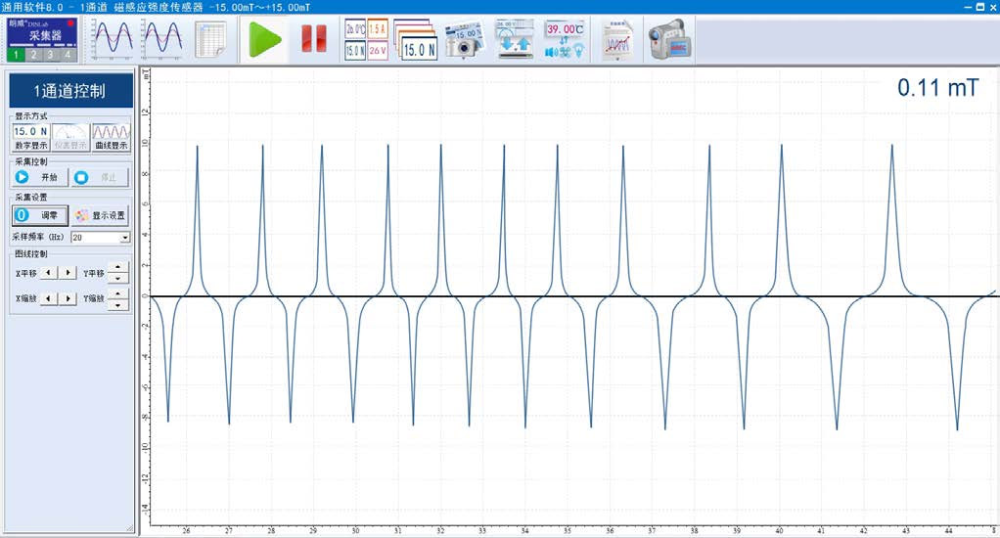 通用软件8.0 - 1通道 磁感应强度传感器 -15.00mT～+15.00mT
朗威®DISLab
采集器
1 2 3 4
26.0℃ 1.5 A
15.0 N 26 V
15.0 N
15.00 N
26.00 V
39.00℃
1通道控制
显示方式
15.0 N
数字显示 仪表显示 曲线显示
采集控制
开始 停止
采集设置
0 调零 显示设置
采样频率 (Hz) 20
图线控制
X平移 Y平移
X缩放 Y缩放
0.11 mT
mT
12
10
8
6
4
2
0
-2
-4
-6
-8
-10
-12
-14
26 27 28 29 30 31 32 33 34 35 36 37 38 39 40 41 42 43 44 s